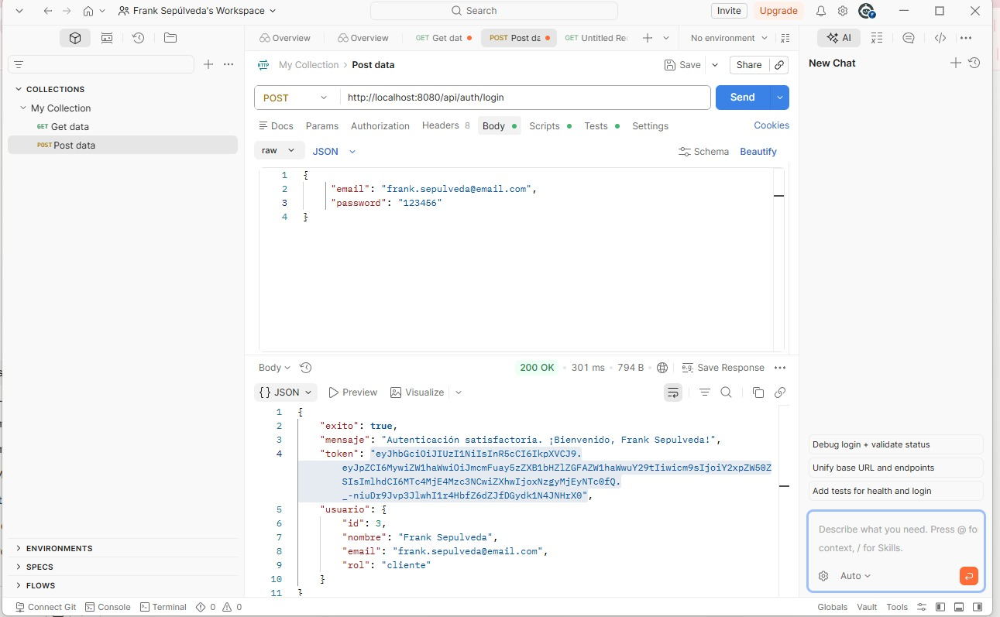 Frank Sepúlveda's Workspace
Search
Invite
Upgrade
Overview
Overview
GET Get dat
POST Post da
GET Untitled Re
No environment
AI
HTTP
My Collection > Post data
Save
Share
New Chat
COLLECTIONS
My Collection
GET Get data
POST Post data
POST
http://localhost:8080/api/auth/login
Send
Docs
Params
Authorization
Headers 8
Body
Scripts
Tests
Settings
Cookies
raw
JSON
Schema
Beautify
1 {
2 "email": "frank.sepulveda@email.com",
3 "password": "123456"
4 }
Body
200 OK
301 ms
794 B
e.g. Save Response
{} JSON
Preview
Visualize
1 {
2 "exito": true,
3 "mensaje": "Autenticación satisfactoria. ¡Bienvenido, Frank Sepulveda!",
4 "token": "eyJhbGciOiJIUzI1NiIsInR5cCI6IkpXVCJ9.
eyJpZCI6MywiZW1haWwiOiJmcmFuay5zZXB1bHZlZGFAZW1haWwuY29tIiwicm9sIjoiY2xpZW50Z
SIsImlhdCI6MTc4MjE4Mzc3NCwiZXhwIjoxNzgyMjEyNTc0fQ.
_-niuDr9Jvp3JlwhI1r4HbfZ6dZJfDGydk1N4JNHrX0",
5 "usuario": {
6 "id": 3,
7 "nombre": "Frank Sepulveda",
8 "email": "frank.sepulveda@email.com",
9 "rol": "cliente"
10 }
11 }
Debug login + validate status
Unify base URL and endpoints
Add tests for health and login
Describe what you need. Press @ fo
context, / for Skills.
Auto
ENVIRONMENTS
SPECS
FLOWS
Connect Git
Console
Terminal
0
0
Globals
Vault
Tools